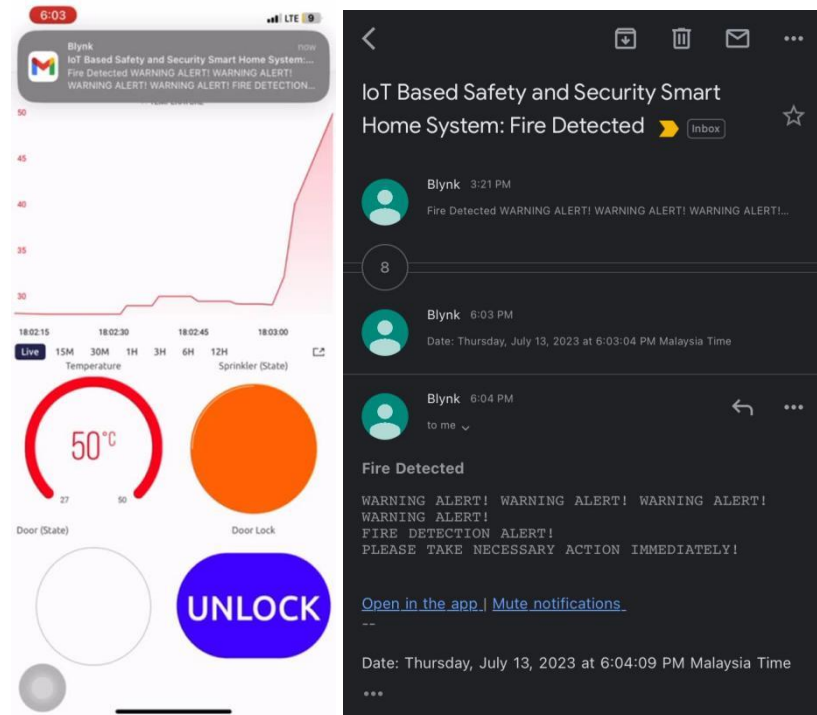 6:03
LTE 9
Blynk now
IoT Based Safety and Security Smart Home System:...
Fire Detected WARNING ALERT! WARNING ALERT!
WARNING ALERT! WARNING ALERT! FIRE DETECTION...
50
45
40
35
30
18:02:15 18:02:30 18:02:45 18:03:00
Live 15M 30M 1H 3H 6H 12H
Temperature Sprinkler (State)
50°C
27 50
Door (State) Door Lock
UNLOCK
IoT Based Safety and Security Smart
Home System: Fire Detected Inbox
Blynk 3:21 PM
Fire Detected WARNING ALERT! WARNING ALERT! WARNING ALERT!...
8
Blynk 6:03 PM
Date: Thursday, July 13, 2023 at 6:03:04 PM Malaysia Time
Blynk 6:04 PM
to me
Fire Detected
WARNING ALERT! WARNING ALERT! WARNING ALERT!
WARNING ALERT!
FIRE DETECTION ALERT!
PLEASE TAKE NECESSARY ACTION IMMEDIATELY!
Open in the app | Mute notifications
--
Date: Thursday, July 13, 2023 at 6:04:09 PM Malaysia Time